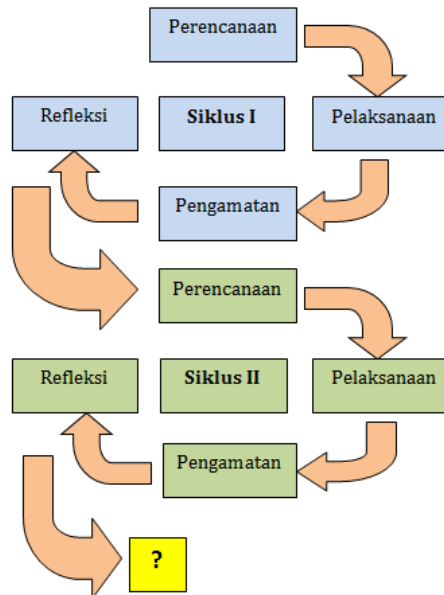 Perencanaan
Refleksi
Siklus I
Pelaksanaan
Pengamatan
Perencanaan
Refleksi
Siklus II
Pelaksanaan
Pengamatan
?